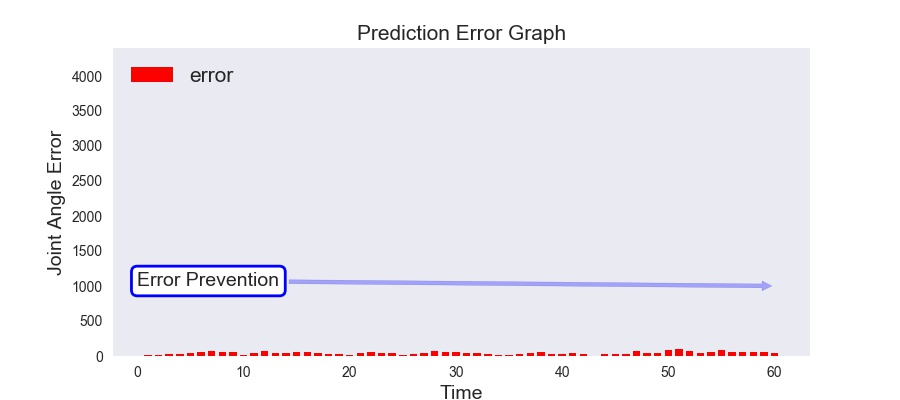 Prediction Error Graph
error
Joint Angle Error
4000
3500
3000
2500
2000
1500
1000
500
0
Error Prevention
0 10 20 30 40 50 60
Time